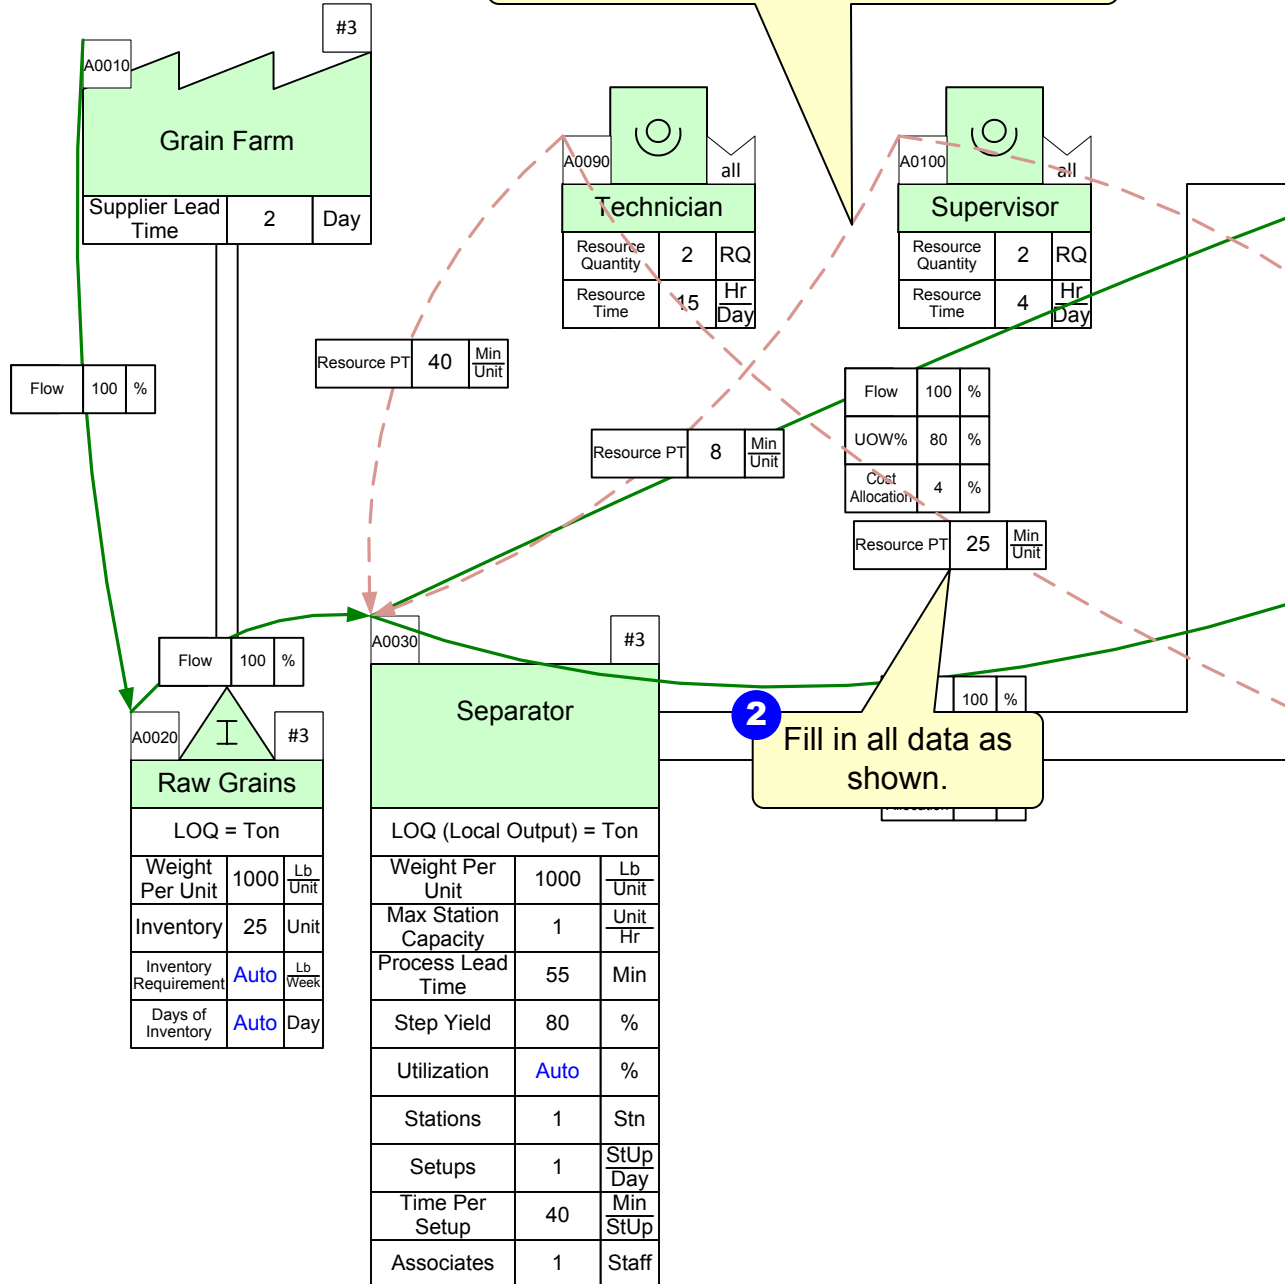 #3
A0010
Grain Farm
Supplier Lead
Time
2
Day
Flow
100
%
A0090
all
Technician
Resource
Quantity
2
RQ
Resource
Time
15
Hr
Day
A0100
all
Supervisor
Resource
Quantity
2
RQ
Resource
Time
4
Hr
Day
Resource PT
40
Min
Unit
Resource PT
8
Min
Unit
Flow
100
%
UOW%
80
%
Cost
Allocation
4
%
Resource PT
25
Min
Unit
Flow
100
%
A0020
I
#3
Raw Grains
LOQ = Ton
Weight
Per Unit
1000
Lb
Unit
Inventory
25
Unit
Inventory
Requirement
Auto
Lb
Week
Days of
Inventory
Auto
Day
A0030
#3
Separator
LOQ (Local Output) = Ton
Weight Per
Unit
1000
Lb
Unit
Max Station
Capacity
1
Unit
Hr
Process Lead
Time
55
Min
Step Yield
80
%
Utilization
Auto
%
Stations
1
Stn
Setups
1
StUp
Day
Time Per
Setup
40
Min
StUp
Associates
1
Staff
100
%
2
Fill in all data as
shown.